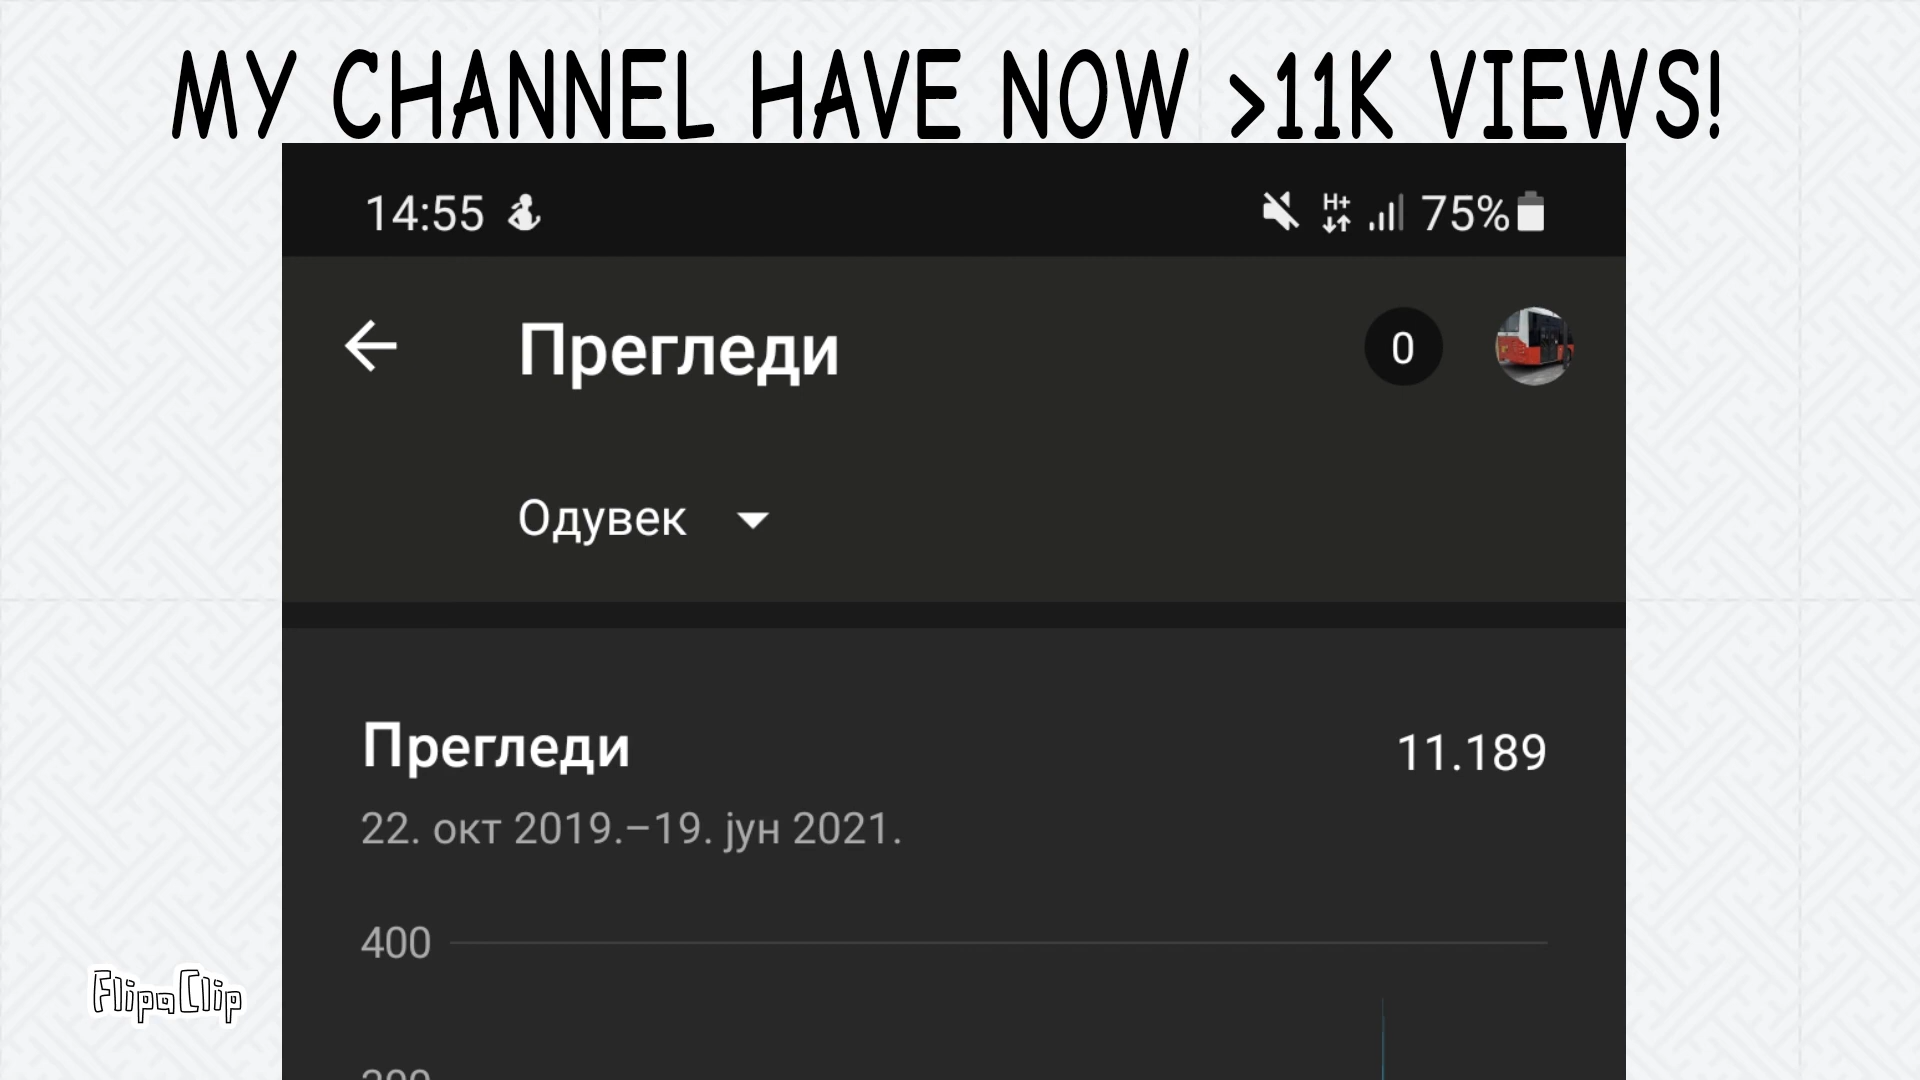 MY CHANNEL HAVE NOW >11K VIEWS!
14:55
H+ 75%
Прегледи
0
Одувек
Прегледи
11.189
22. окт 2019.–19. јун 2021.
400
FlipaClip